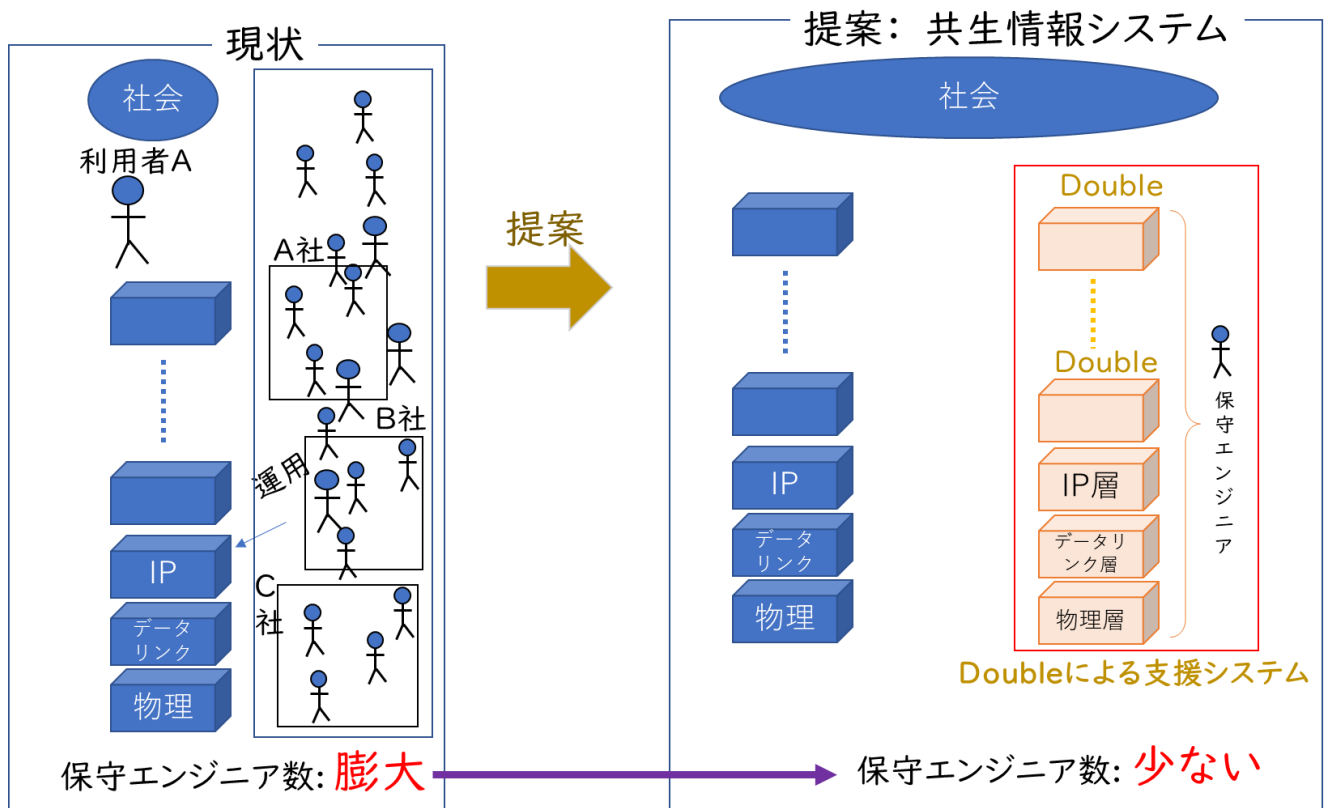 現状
社会
利用者A
A社
B社
運用
IP
C
社
データ
リンク
物理
保守エンジニア数: 膨大
提案
提案: 共生情報システム
社会
Double
Double
IP
データ
リンク
物理
IP層
データリ
ンク層
物理層
保守エンジニア
Doubleによる支援システム
保守エンジニア数: 少ない